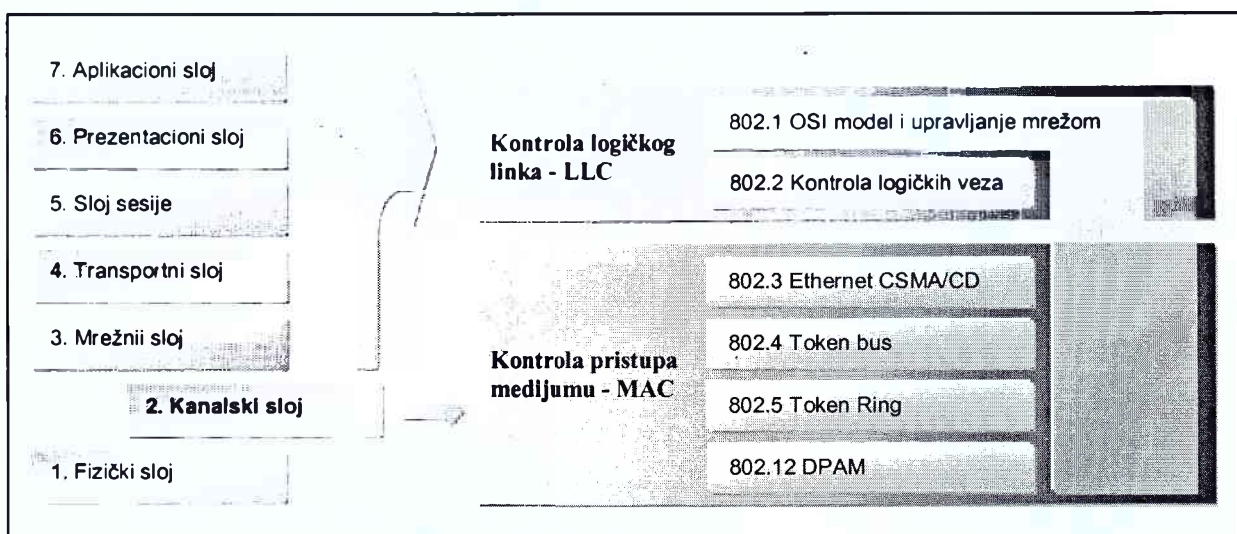 7. Aplikacioni sloj
6. Prezentacioni sloj
5. Sloj sesije
4. Transportni sloj
3. Mrežnii sloj
2. Kanalski sloj
1. Fizički sloj
Kontrola logičkog
linka - LLC
802.1 OSI model i upravljanje mrežom
802.2 Kontrola logičkih veza
Kontrola pristupa
medijumu - MAC
802.3 Ethernet CSMA/CD
802.4 Token bus
802.5 Token Ring
802.12 DPAM